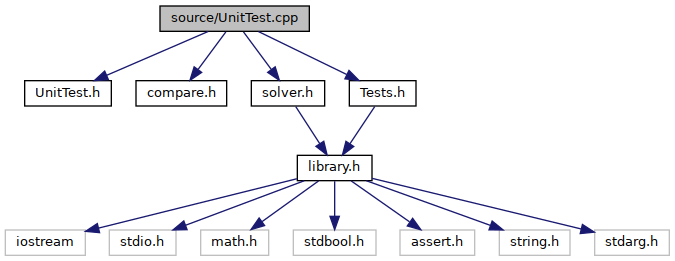 source/UnitTest.cpp
UnitTest.h
compare.h
solver.h
Tests.h
library.h
iostream
stdio.h
math.h
stdbool.h
assert.h
string.h
stdarg.h